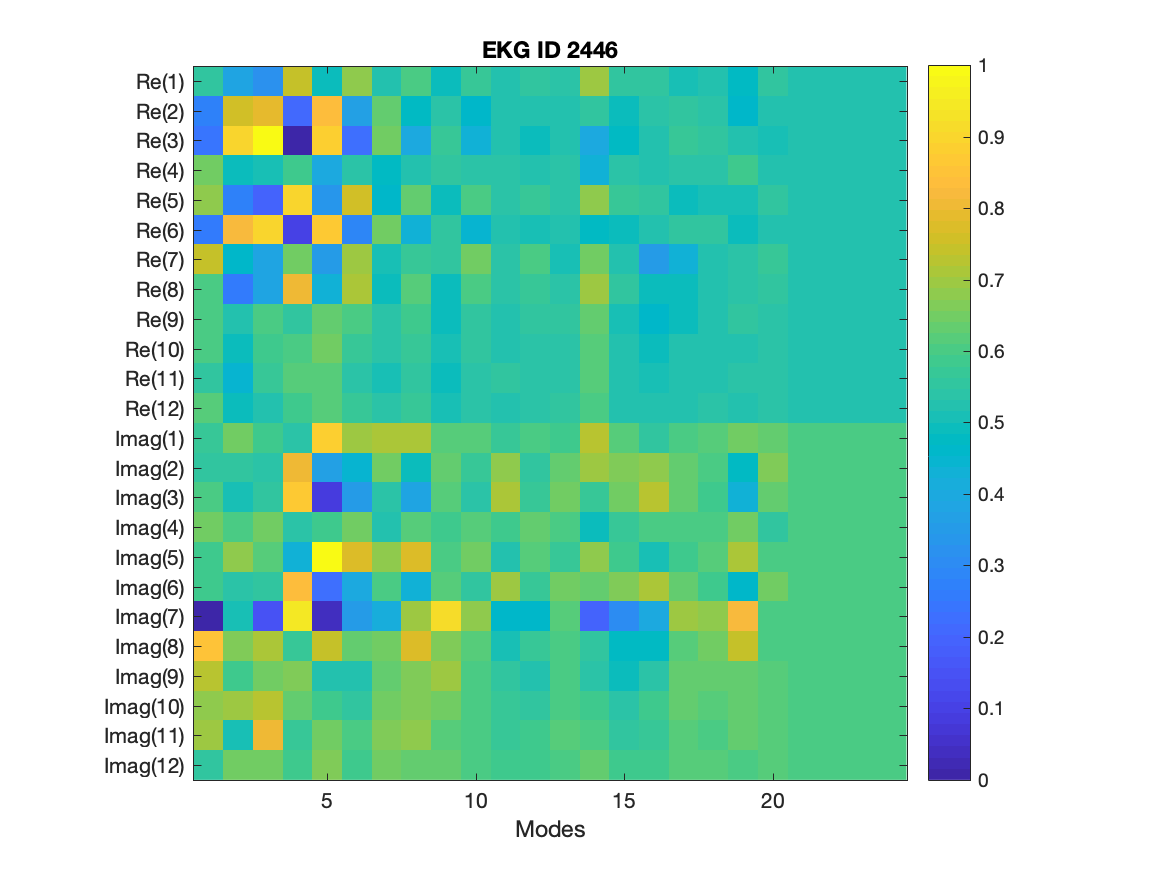 EKG ID 2446
Re(1)
Re(2)
Re(3)
Re(4)
Re(5)
Re(6)
Re(7)
Re(8)
Re(9)
Re(10)
Re(11)
Re(12)
Imag(1)
Imag(2)
Imag(3)
Imag(4)
Imag(5)
Imag(6)
Imag(7)
Imag(8)
Imag(9)
Imag(10)
Imag(11)
Imag(12)
5 10 15 20
Modes
1
0.9
0.8
0.7
0.6
0.5
0.4
0.3
0.2
0.1
0